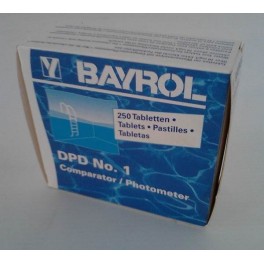 BAYROL
250 Tabletten •
Tablets • Pastilles •
Tabletas
DPD No. 1
Comparator / Photometer